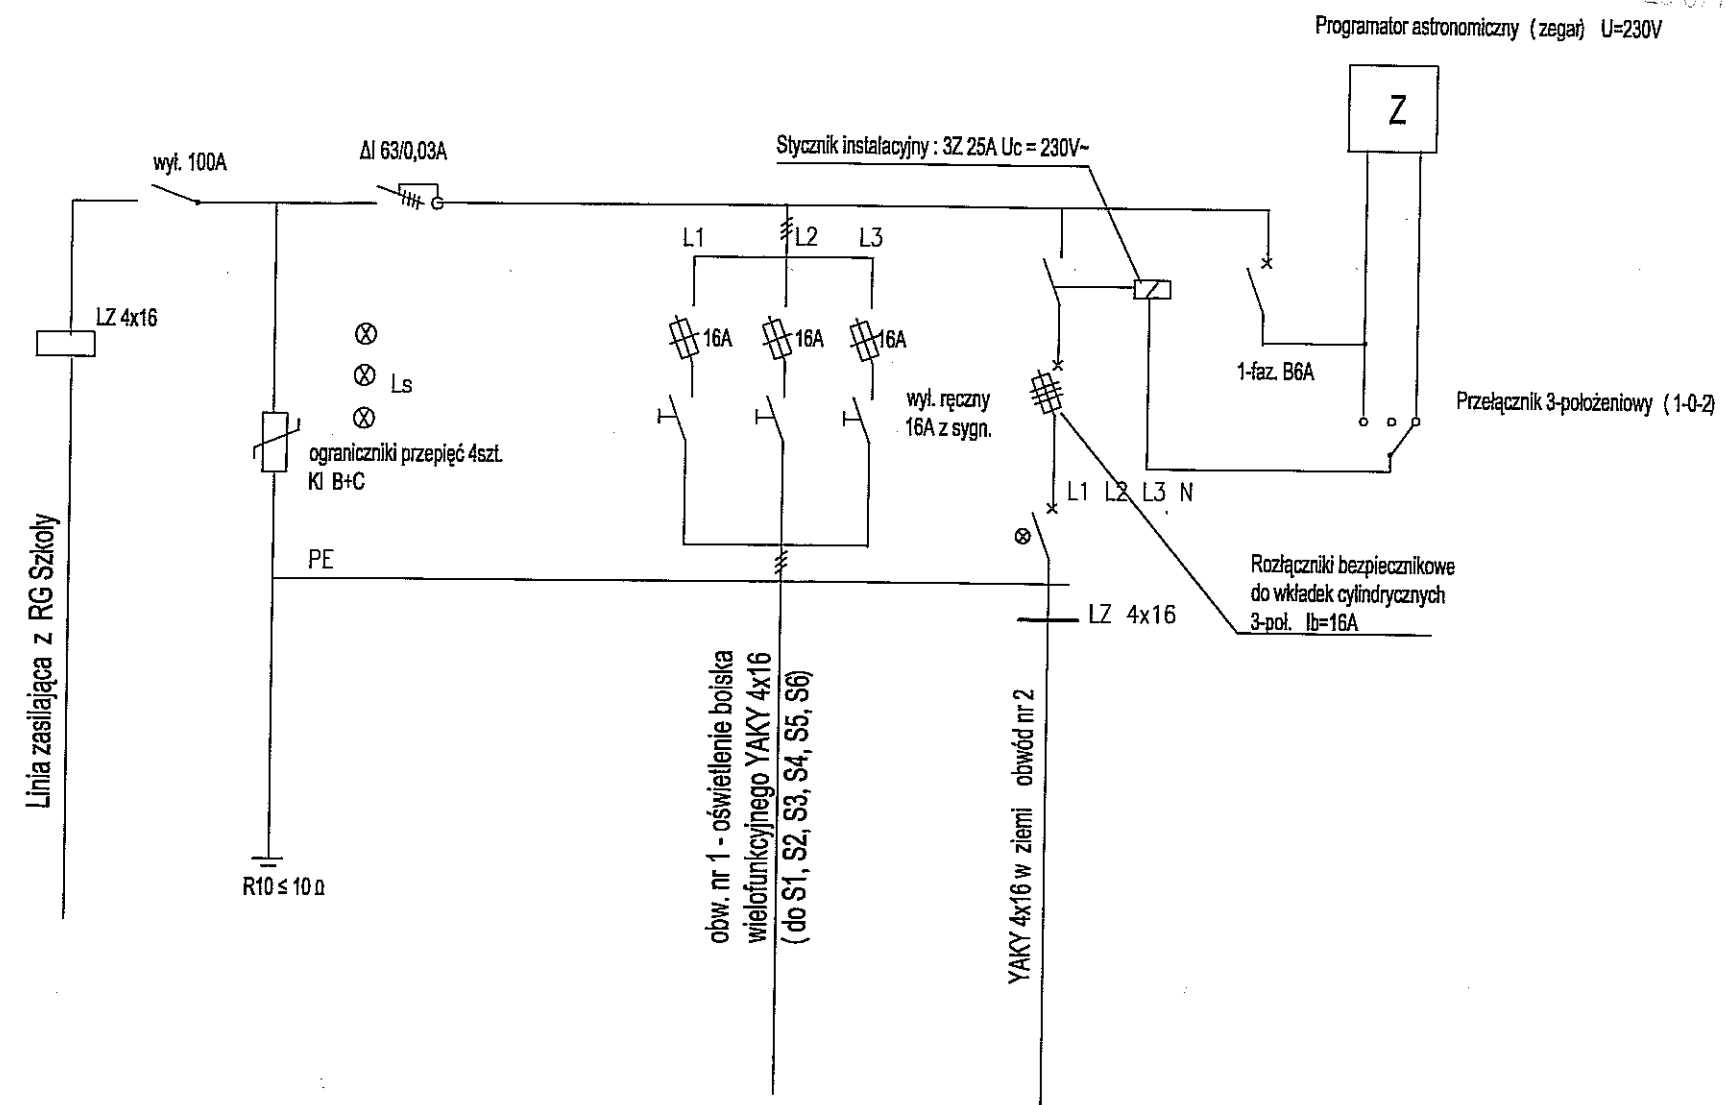 Programator astronomiczny ( zegar) U=230V
Z
wył. 100A
ΔI 63/0,03A
Stycznik instalacyjny : 3Z 25A Uc = 230V~
L1
L2
L3
LZ 4x16
16A
16A
16A
Ls
1-faz. B6A
wył. ręczny
16A z sygn.
Przełącznik 3-położeniowy ( 1-0-2)
ograniczniki przepięć 4szt.
Kl B+C
L1 L2 L3 N
PE
Rozłączniki bezpiecznikowe
do wkładek cylindrycznych
3-poł. Ib=16A
LZ 4x16
Linia zasilająca z RG Szkoły
obw. nr 1 - oświetlenie boiska
wielofunkcyjnego YAKY 4x16
( do S1, S2, S3, S4, S5, S6)
YAKY 4x16 w ziemi obwód nr 2
R10 ≤ 10 Ω